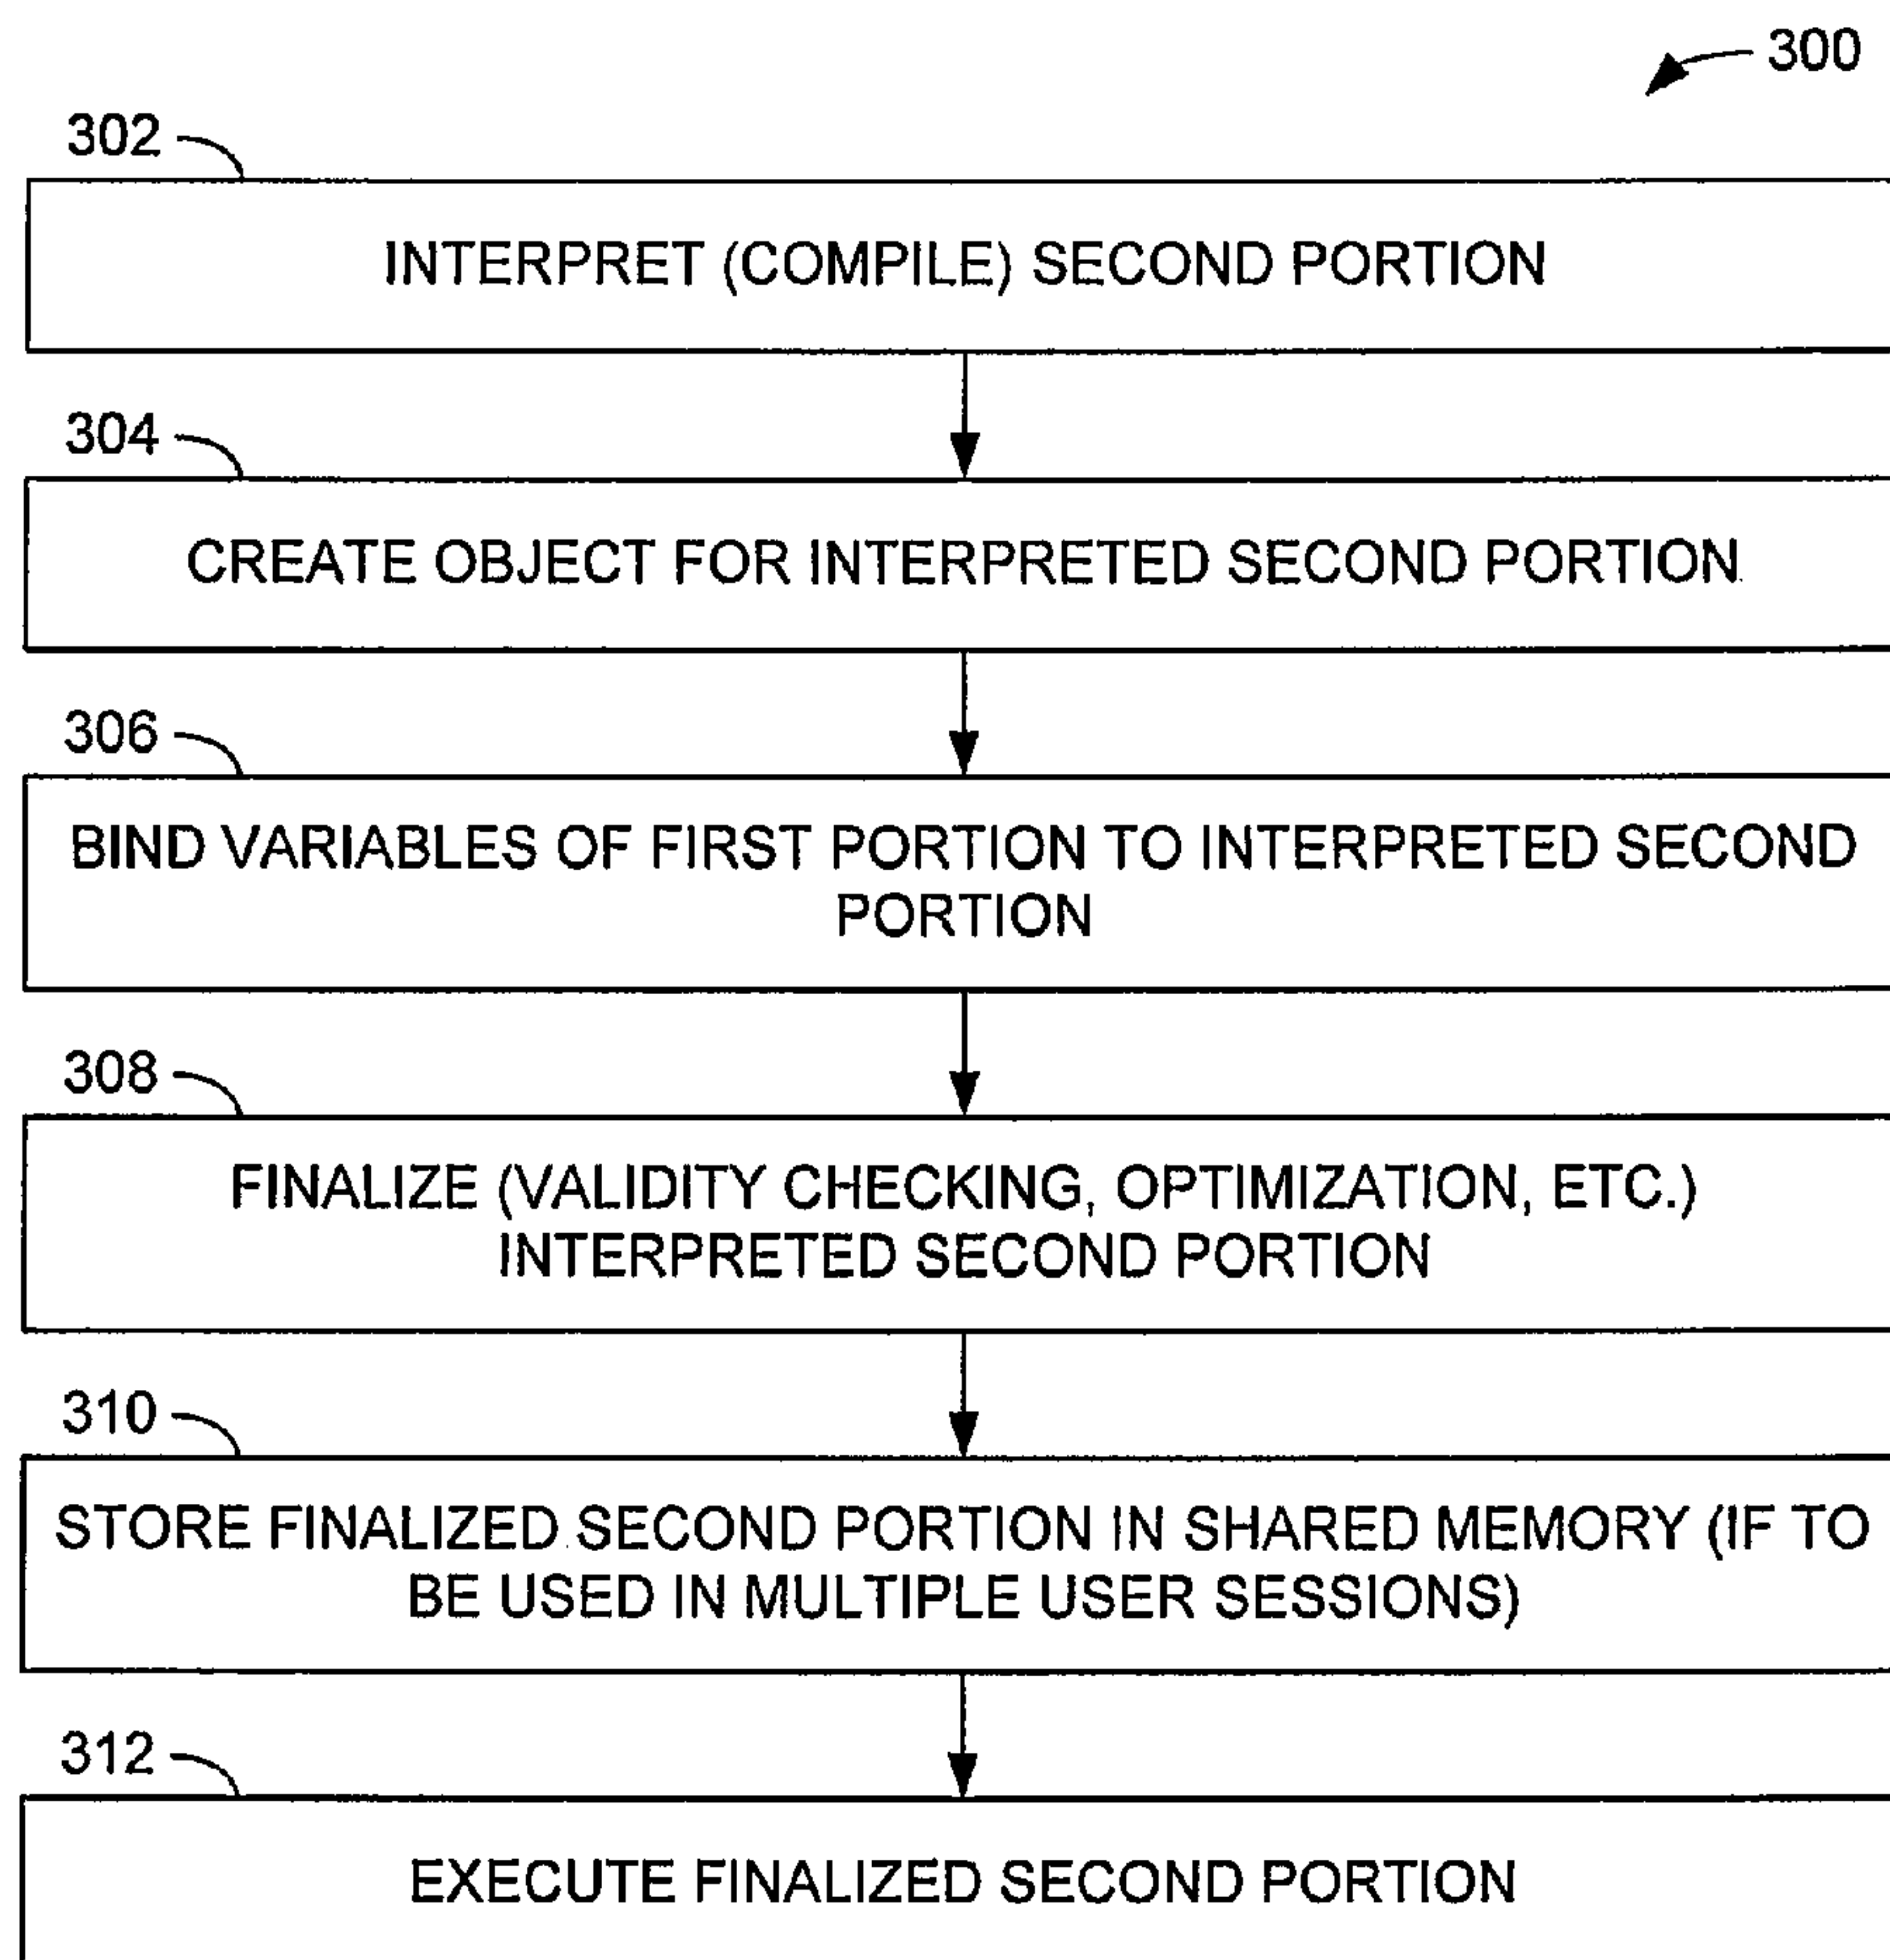 300
302
INTERPRET (COMPILE) SECOND PORTION
304
CREATE OBJECT FOR INTERPRETED SECOND PORTION
306
BIND VARIABLES OF FIRST PORTION TO INTERPRETED SECOND
PORTION
308
FINALIZE (VALIDITY CHECKING, OPTIMIZATION, ETC.)
INTERPRETED SECOND PORTION
310
STORE FINALIZED SECOND PORTION IN SHARED MEMORY (IF TO
BE USED IN MULTIPLE USER SESSIONS)
312
EXECUTE FINALIZED SECOND PORTION